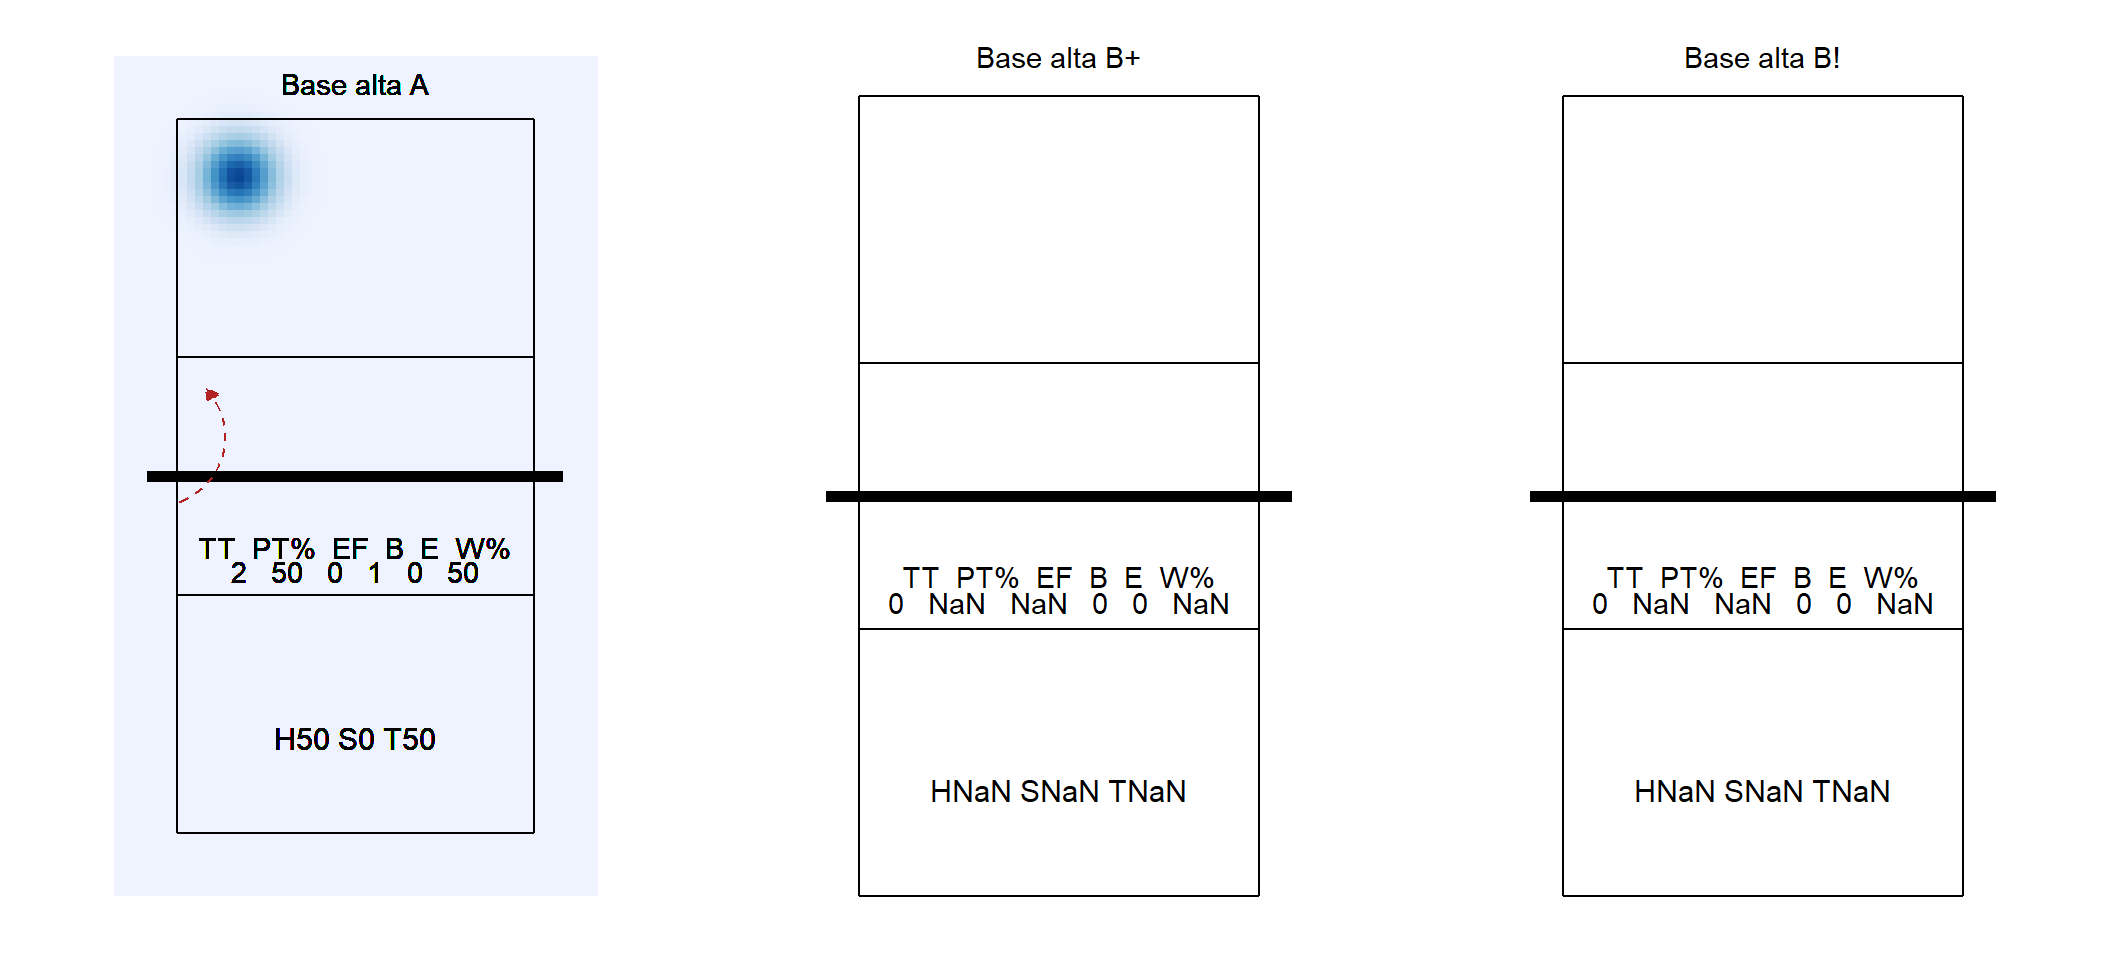 Base alta A
TT PT% EF B E W%
2 50 0 1 0 50
H50 S0 T50
Base alta B+
TT PT% EF B E W%
0 NaN NaN 0 0 NaN
HNaN SNaN TNaN
Base alta B!
TT PT% EF B E W%
0 NaN NaN 0 0 NaN
HNaN SNaN TNaN